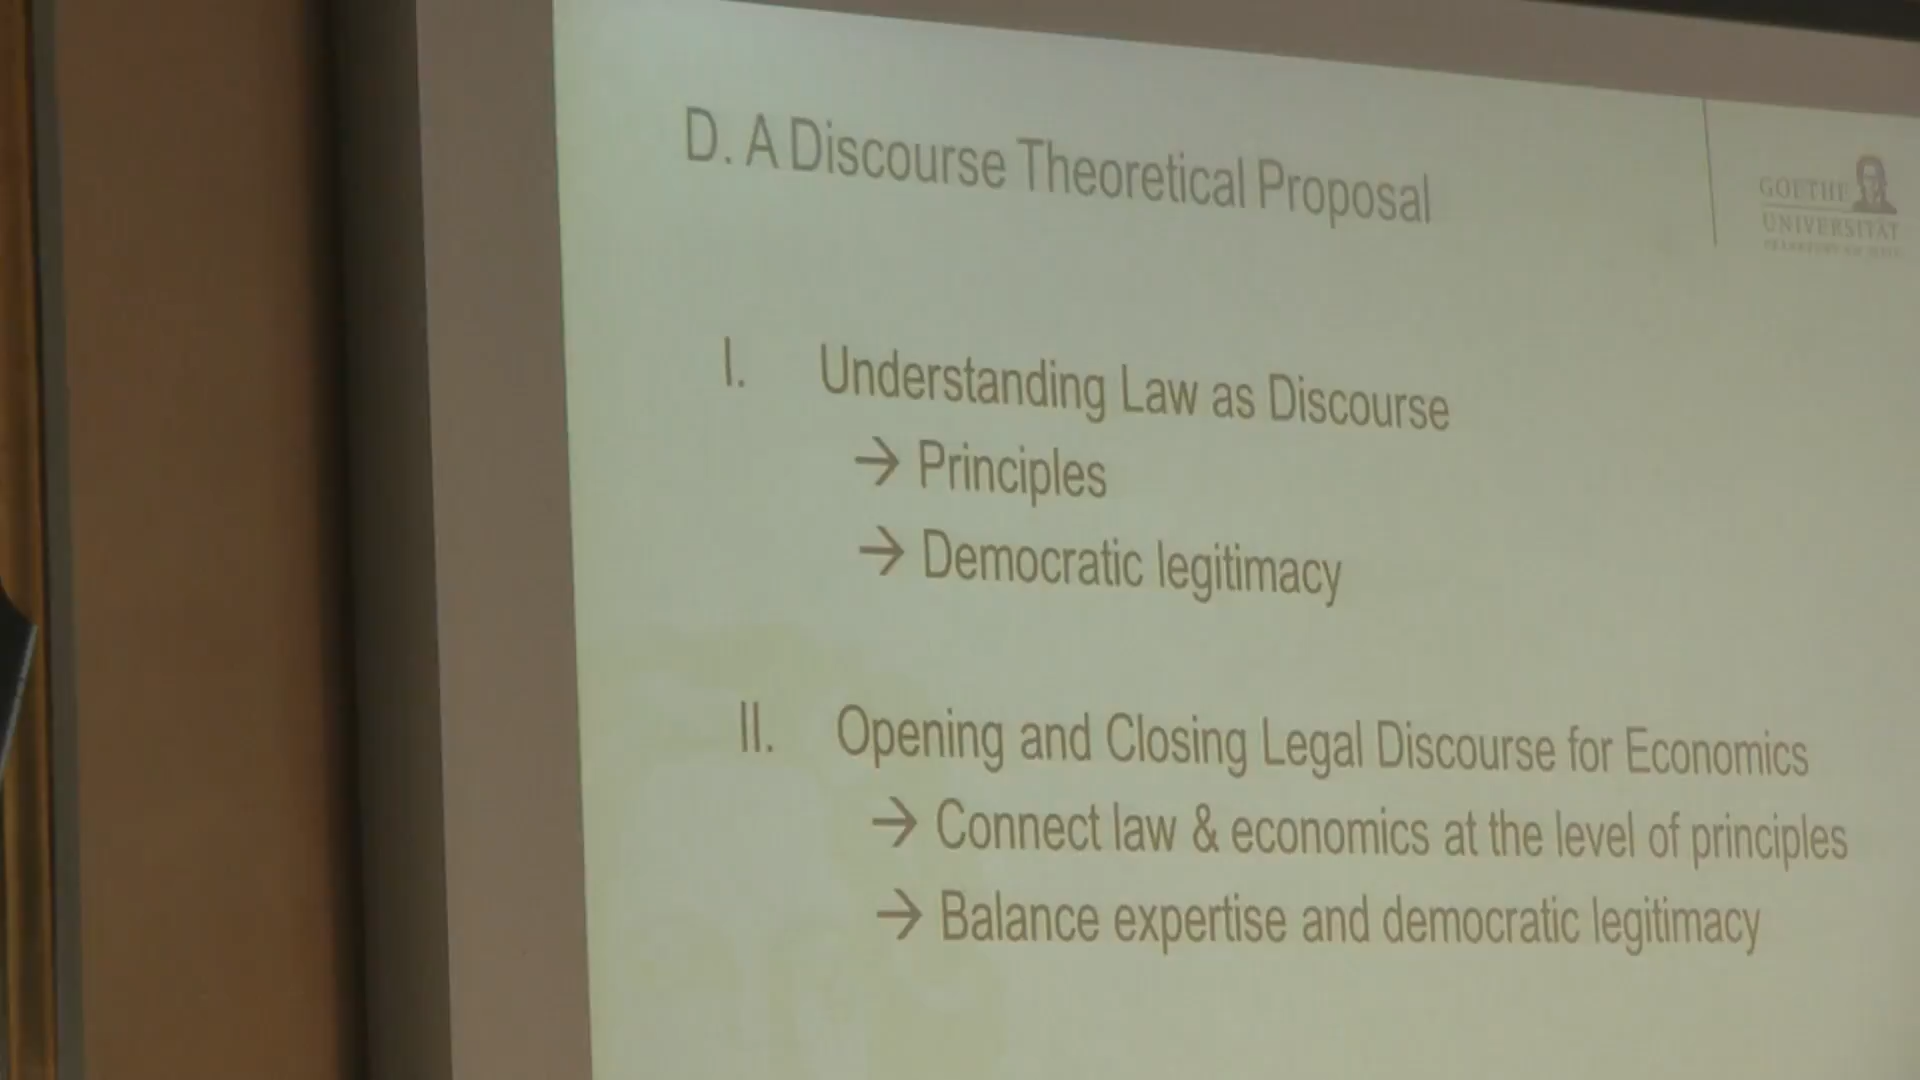 D. A Discourse Theoretical Proposal
GOETHE
UNIVERSITÄT
I. Understanding Law as Discourse
→ Principles
→ Democratic legitimacy
II. Opening and Closing Legal Discourse for Economics
→ Connect law & economics at the level of principles
→ Balance expertise and democratic legitimacy